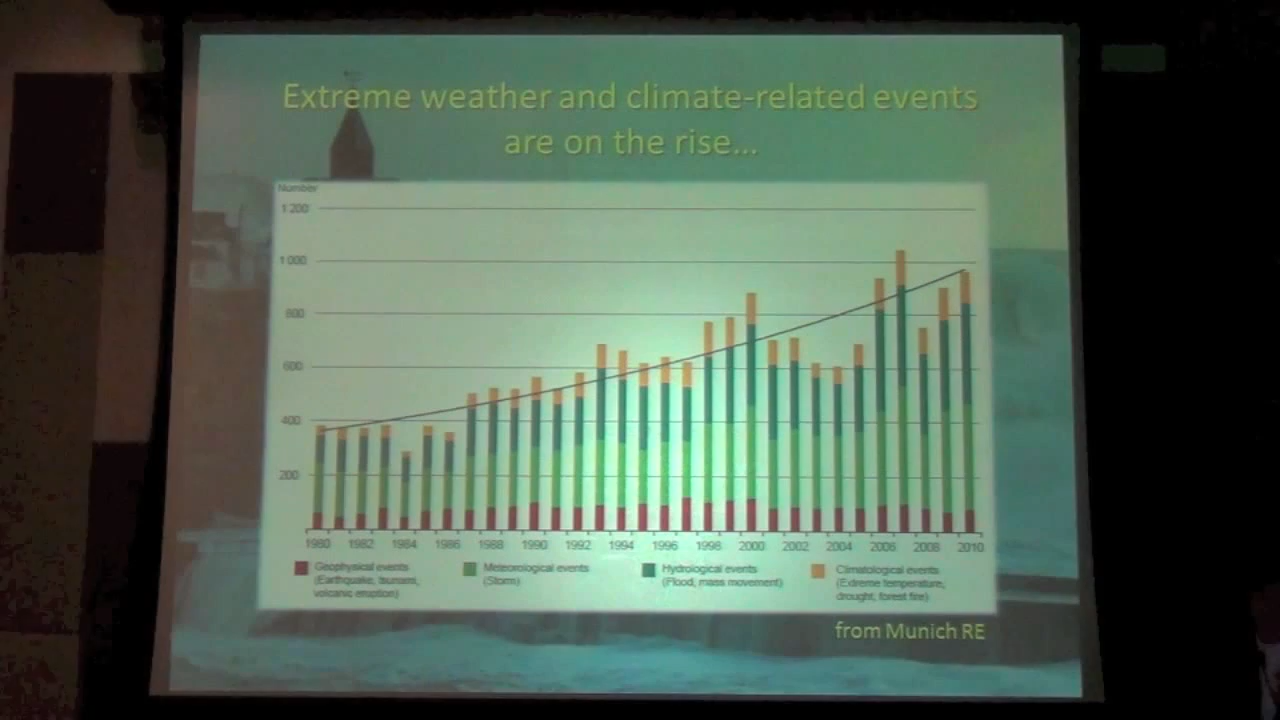 Extreme weather and climate-related events
are on the rise...
Number
1 200
1 000
800
600
400
200
1980 1982 1984 1986 1988 1990 1992 1994 1996 1998 2000 2002 2004 2006 2008 2010
Geophysical events
(Earthquake, tsunami,
volcanic eruption)
Meteorological events
(Storm)
Hydrological events
(Flood, mass movement)
Climatological events
(Extreme temperature,
drought, forest fire)
from Munich RE